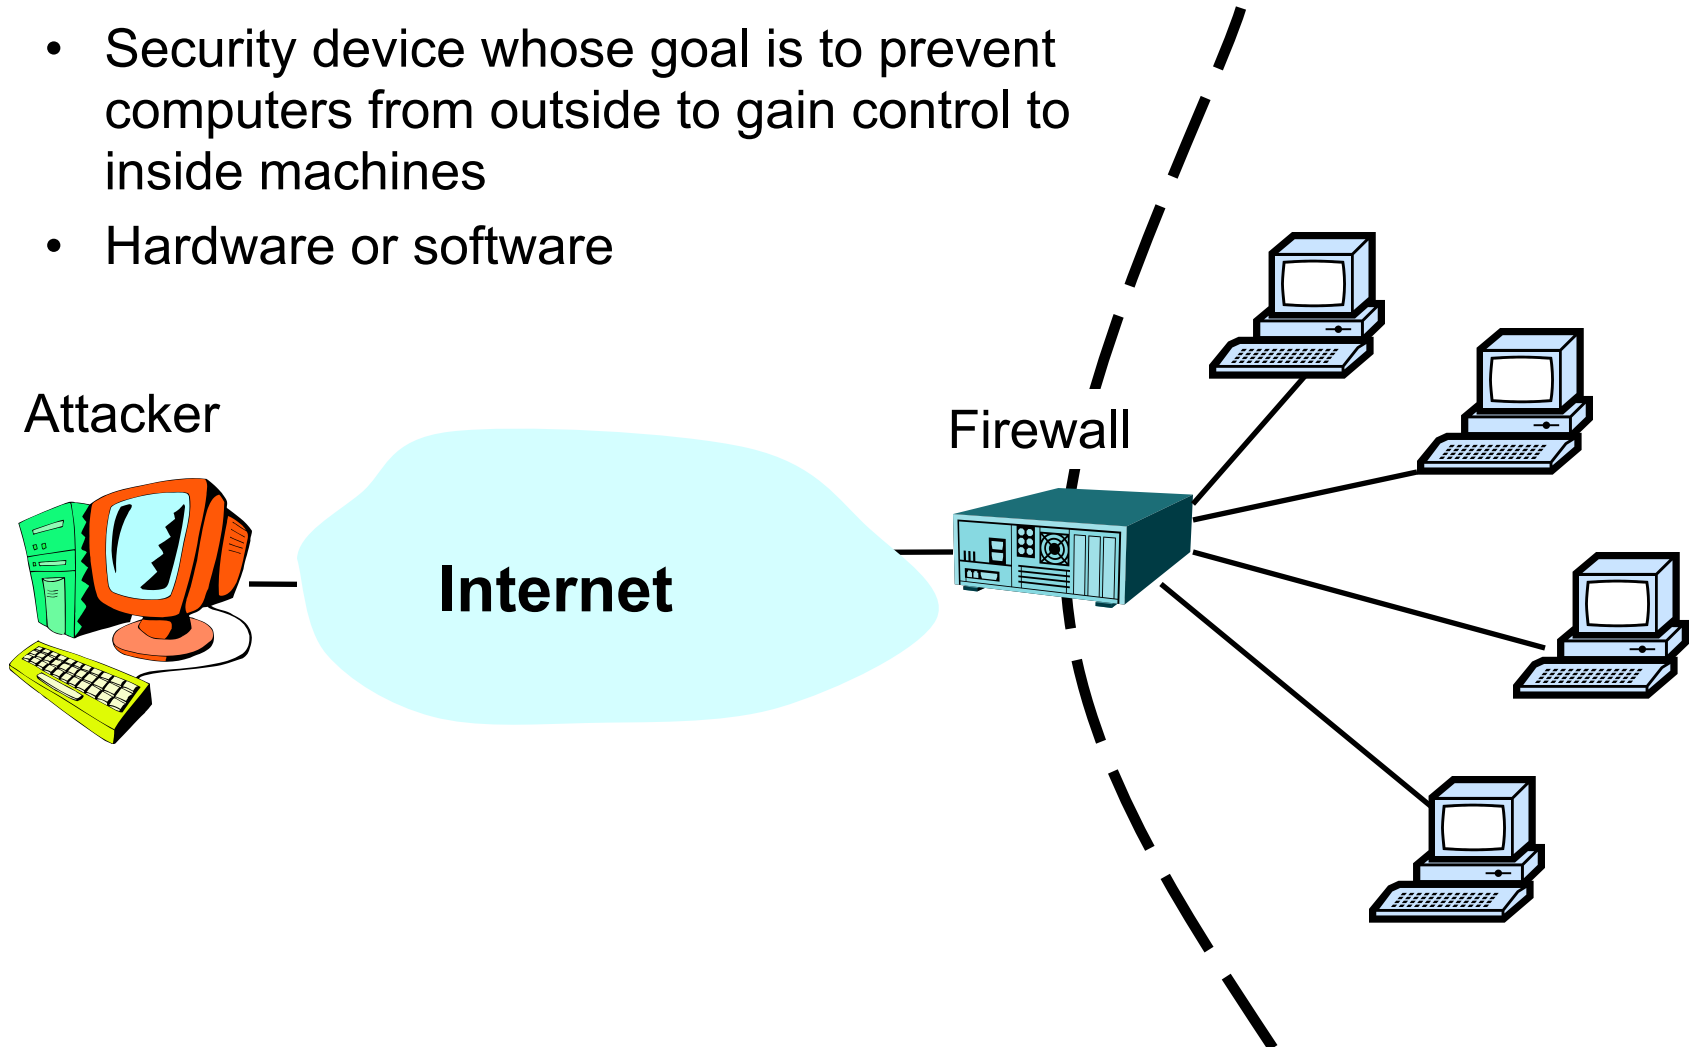 • Security device whose goal is to prevent
computers from outside to gain control to
inside machines
• Hardware or software
Attacker
Firewall
Internet